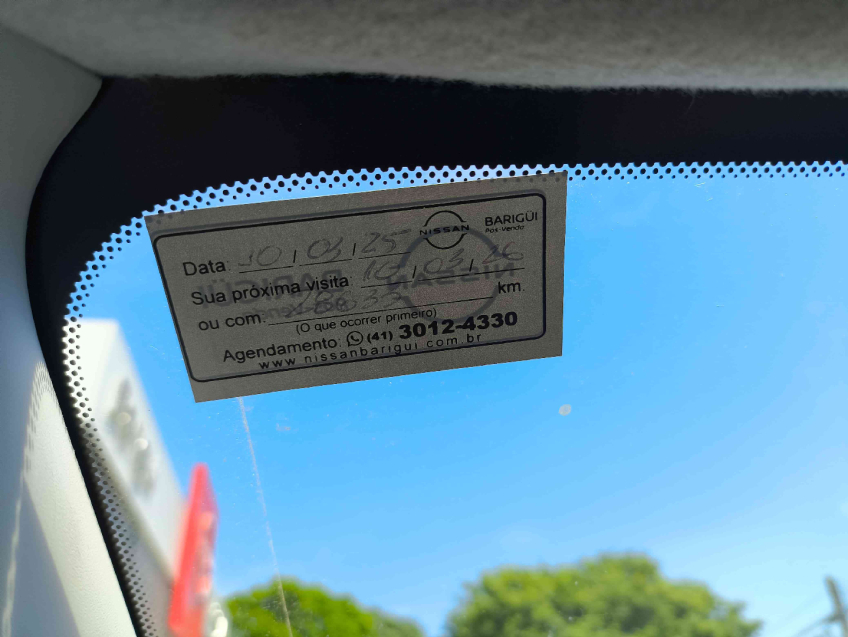 NISSAN
BARIGÜI
Pós-Venda
Data: 10/03/25
Sua próxima visita 10/03/26
ou com: km.
(O que ocorrer primeiro)
Agendamento: (41) 3012-4330
www.nissanbarigui.com.br